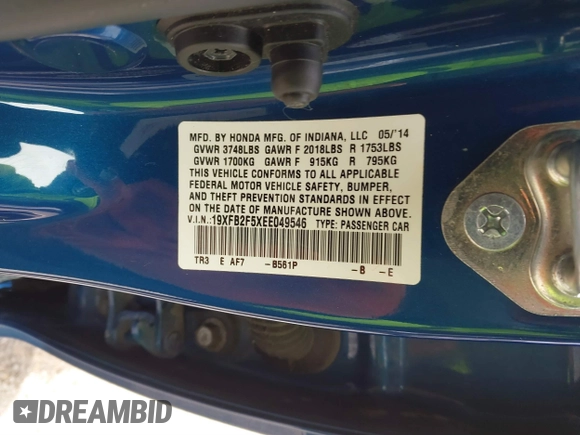 MFD. BY HONDA MFG. OF INDIANA, LLC 05/'14
GVWR 3748LBS GAWR F 2018LBS R 1753LBS
GVWR 1700KG GAWR F 915KG R 795KG
THIS VEHICLE CONFORMS TO ALL APPLICABLE
FEDERAL MOTOR VEHICLE SAFETY, BUMPER,
AND THEFT PREVENTION STANDARDS IN EFFECT
ON THE DATE OF MANUFACTURE SHOWN ABOVE.
V.I.N.: 19XFB2F5XEE049546 TYPE: PASSENGER CAR
TR3 E AF7 -B561P -B -E
DREAMBID